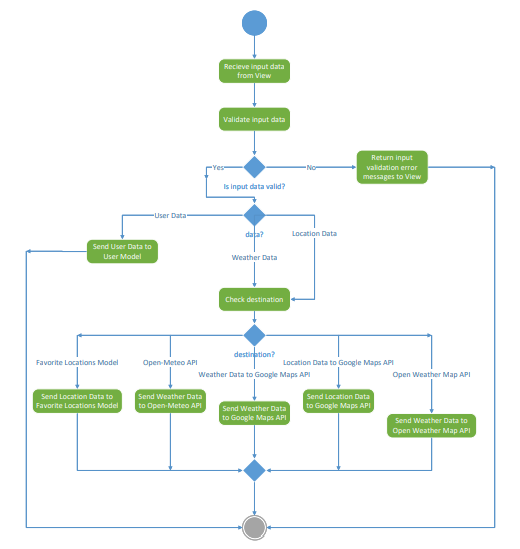 Recieve input data
from View
Validate input data
Yes
No
Return input
validation error
messages to View
Is input data valid?
User Data
data?
Location Data
Send User Data to
User Model
Weather Data
Check destination
destination?
Favorite Locations Model
Open-Meteo API
Weather Data to Google Maps API
Location Data to Google Maps API
Open Weather Map API
Send Location Data to
Favorite Locations Model
Send Weather Data
to Open-Meteo API
Send Weather Data
to Google Maps API
Send Location Data
to Google Maps API
Send Weather Data to
Open Weather Map API